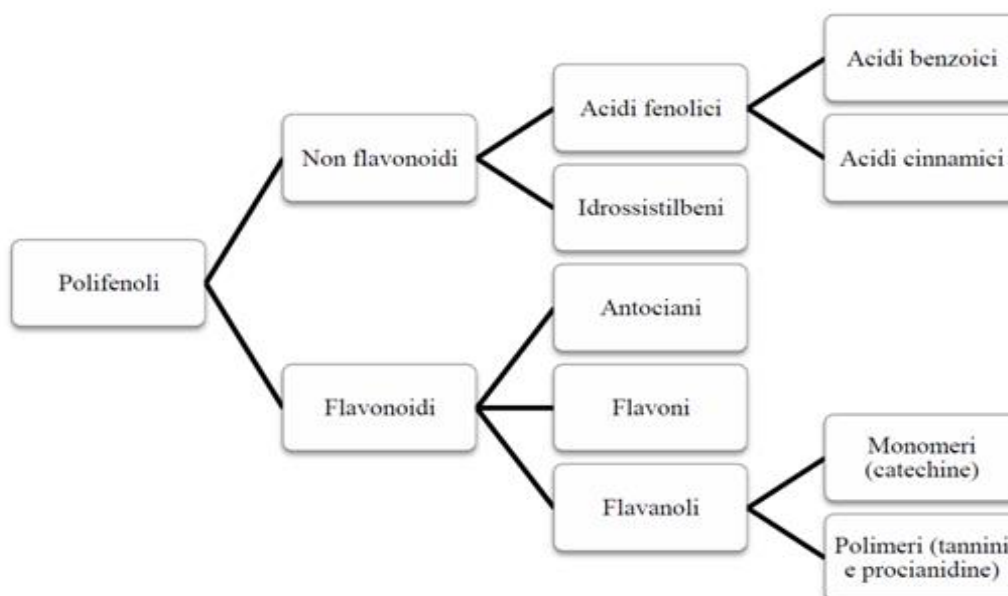 Polifenoli
Non flavonoidi
Acidi fenolici
Acidi benzoici
Acidi cinnamici
Idrossistilbeni
Flavonoidi
Antociani
Flavoni
Flavanoli
Monomeri
(catechine)
Polimeri (tannini
e procianidine)